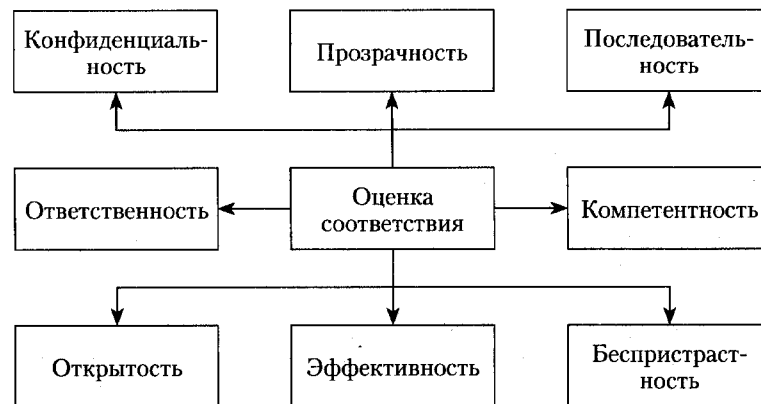 Конфиденциаль-
ность
Прозрачность
Последователь-
ность
Ответственность
Оценка
соответствия
Компетентность
Открытость
Эффективность
Беспристраст-
ность